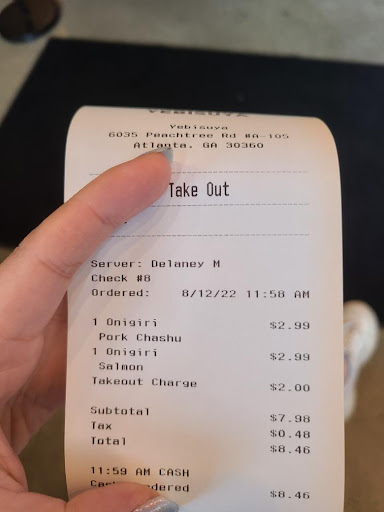 YEBISUYA
Yebisuya
6035 Peachtree Rd #A-105
Atlanta, GA 30360
Take Out
Server: Delaney M
Check #8
Ordered: 8/12/22 11:58 AM
1 Onigiri $2.99
Pork Chashu
1 Onigiri $2.99
Salmon
Takeout Charge $2.00
Subtotal $7.98
Tax $0.48
Total $8.46
11:59 AM CASH
$8.46